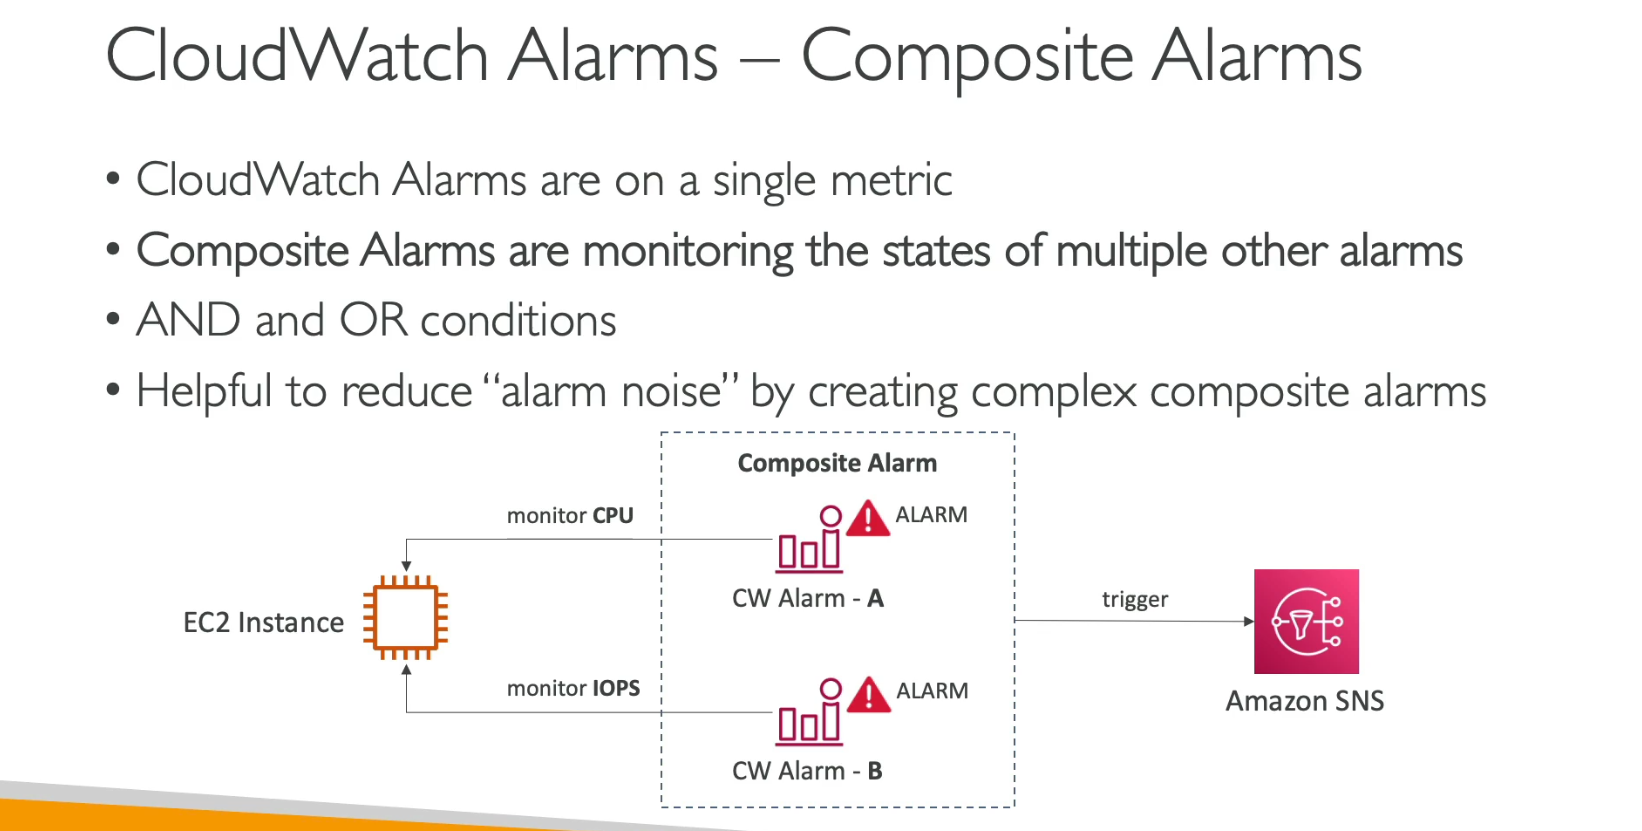 CloudWatch Alarms – Composite Alarms
• CloudWatch Alarms are on a single metric
• Composite Alarms are monitoring the states of multiple other alarms
• AND and OR conditions
• Helpful to reduce “alarm noise” by creating complex composite alarms
Composite Alarm
monitor CPU
ALARM
CW Alarm - A
EC2 Instance
trigger
monitor IOPS
ALARM
Amazon SNS
CW Alarm - B